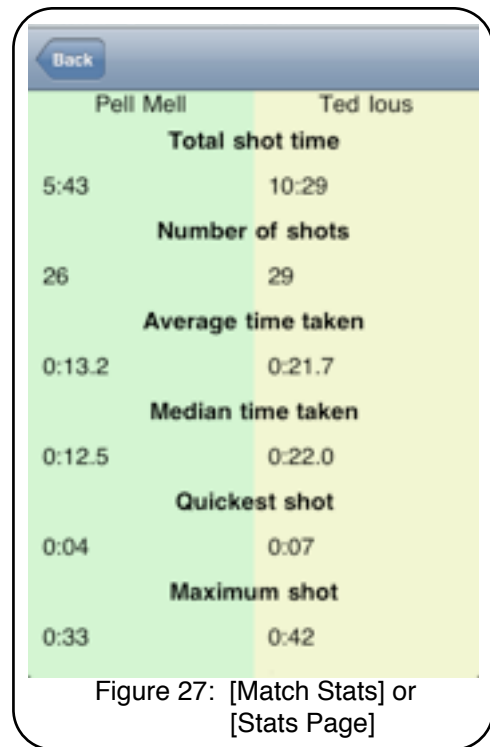 Back
Pell Mell Ted Ious
Total shot time
5:43 10:29
Number of shots
26 29
Average time taken
0:13.2 0:21.7
Median time taken
0:12.5 0:22.0
Quickest shot
0:04 0:07
Maximum shot
0:33 0:42
Figure 27: [Match Stats] or
[Stats Page]